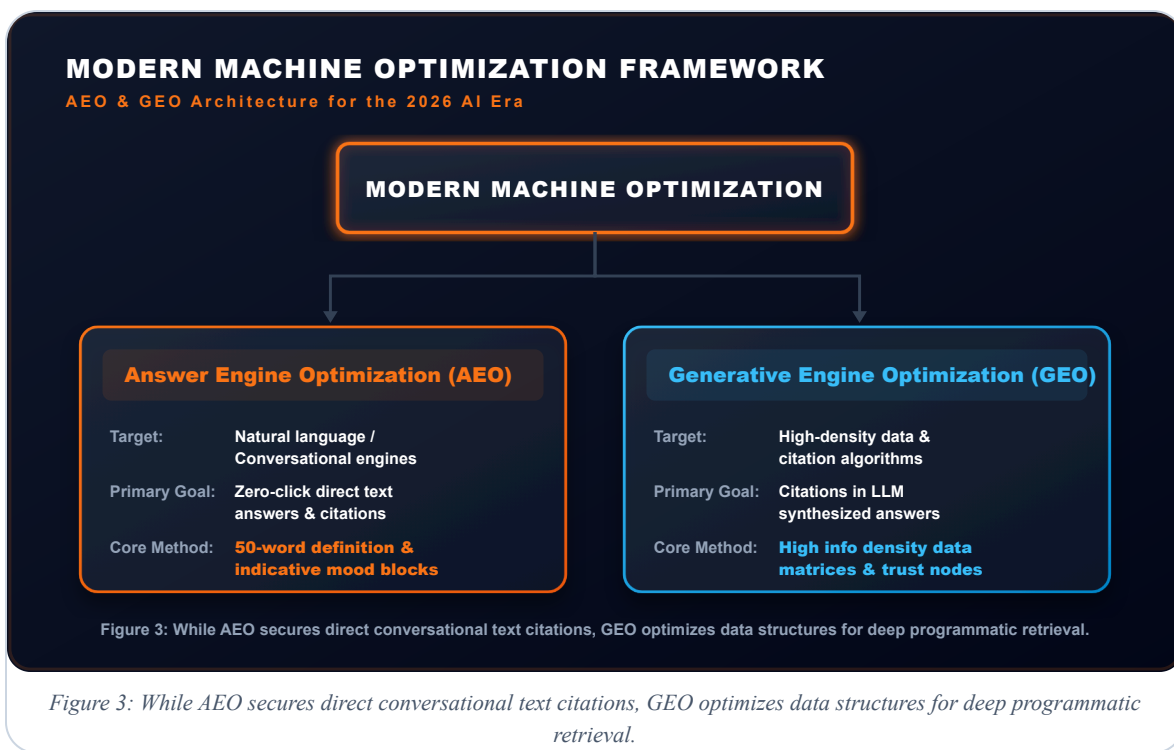 MODERN MACHINE OPTIMIZATION FRAMEWORK
AEO & GEO Architecture for the 2026 AI Era
MODERN MACHINE OPTIMIZATION
Answer Engine Optimization (AEO)
Target: Natural language /
Conversational engines
Primary Goal: Zero-click direct text
answers & citations
Core Method: 50-word definition &
indicative mood blocks
Generative Engine Optimization (GEO)
Target: High-density data &
citation algorithms
Primary Goal: Citations in LLM
synthesized answers
Core Method: High info density data
matrices & trust nodes
Figure 3: While AEO secures direct conversational text citations, GEO optimizes data structures for deep programmatic retrieval.
Figure 3: While AEO secures direct conversational text citations, GEO optimizes data structures for deep programmatic
retrieval.